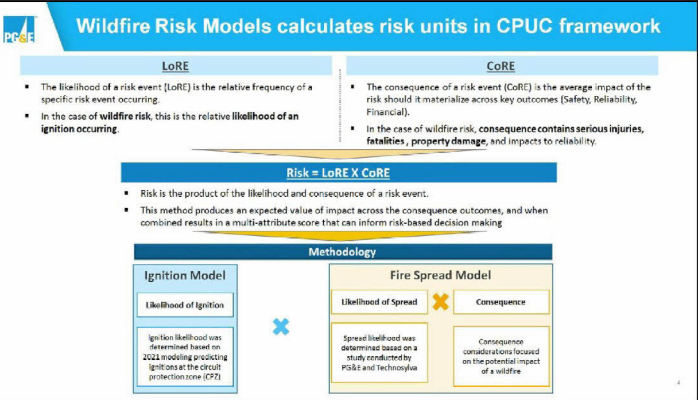 PG&E
Wildfire Risk Models calculates risk units in CPUC framework
LoRE
▪ The likelihood of a risk event (LoRE) is the relative frequency of a
specific risk event occurring.
▪ In the case of wildfire risk, this is the relative likelihood of an
ignition occurring.
CoRE
▪ The consequence of a risk event (CoRE) is the average impact of the
risk should it materialize across key outcomes (Safety, Reliability,
Financial).
▪ In the case of wildfire risk, consequence contains serious injuries,
fatalities , property damage, and impacts to reliability.
Risk = LoRE X CoRE
▪ Risk is the product of the likelihood and consequence of a risk event.
▪ This method produces an expected value of impact across the consequence outcomes, and when
combined results in a multi-attribute score that can inform risk-based decision making
Methodology
Ignition Model
Likelihood of Ignition
Ignition likelihood was
determined based on
2021 modeling predicting
ignitions at the circuit
protection zone (CPZ)
Fire Spread Model
Likelihood of Spread
Consequence
Spread likelihood was
determined based on a
study conducted by
PG&E and Technosylva
Consequence
considerations focused
on the potential impact
of a wildfire
4